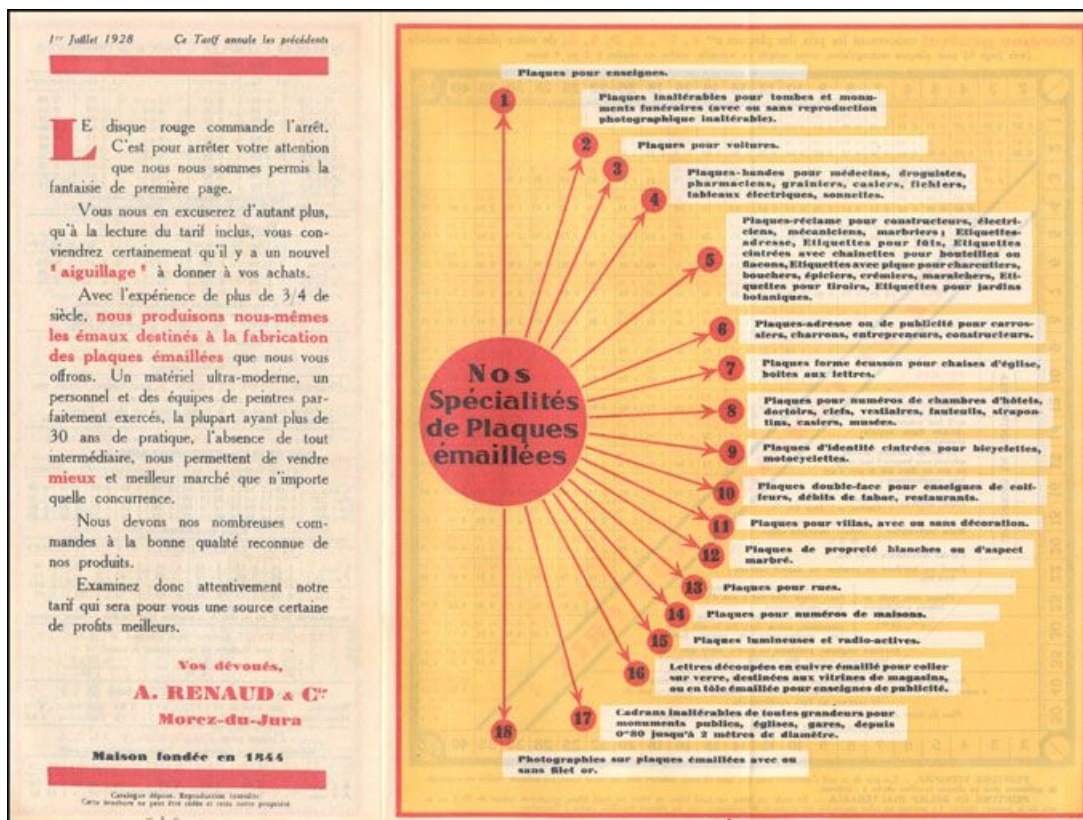 1er Juillet 1928 Ce Tarif annule les précédents
LE disque rouge commande l'arrêt.
C'est pour arrêter votre attention
que nous nous sommes permis la
fantaisie de première page.
Vous nous en excuserez d'autant plus,
qu'à la lecture du tarif inclus, vous con-
viendrez certainement qu'il y a un nouvel
"aiguillage" à donner à vos achats.
Avec l'expérience de plus de 3/4 de
siècle, nous produisons nous-mêmes
les émaux destinés à la fabrication
des plaques émaillées que nous vous
offrons. Un matériel ultra-moderne, un
personnel et des équipes de peintres par-
faitement exercés, la plupart ayant plus de
30 ans de pratique, l'absence de tout
intermédiaire, nous permettent de vendre
mieux et meilleur marché que n'importe
quelle concurrence.
Nous devons nos nombreuses com-
mandes à la bonne qualité reconnue de
nos produits.
Examinez donc attentivement notre
tarif qui sera pour vous une source certaine
de profits meilleurs.
Vos dévoués,
A. RENAUD & Cie
Morez-du-Jura
Maison fondée en 1844
Catalogue déposé. Reproduction interdite
Cette brochure ne peut être cédée et reste notre propriété.
Nos
Spécialités
de Plaques
émaillées
1
Plaques pour enseignes.
2
Plaques inaltérables pour tombes et monu-
ments funéraires (avec ou sans reproduction
photographique inaltérable).
3
Plaques pour voitures.
4
Plaques-bandes pour médecins, droguistes,
pharmaciens, grainiers, casiers, fichiers,
tableaux électriques, sonnettes.
5
Plaques-réclame pour constructeurs, électri-
ciens, mécaniciens, marbriers ; Etiquettes-
adresse, Etiquettes pour fûts, Etiquettes
cintrées avec chaînettes pour bouteilles ou
flacons, Etiquettes avec pique pour charcutiers,
bouchers, épiciers, crémiers, maraîchers, Eti-
quettes pour tiroirs, Etiquettes pour jardins
botaniques.
6
Plaques-adresse ou de publicité pour carros-
siers, charrons, entrepreneurs, constructeurs.
7
Plaques forme écusson pour chaises d'église,
boîtes aux lettres.
8
Plaques pour numéros de chambres d'hôtels,
dortoirs, clefs, vestiaires, fauteuils, strapon-
tins, casiers, musées.
9
Plaques d'identité cintrées pour bicyclettes,
motocyclettes.
10
Plaques double-face pour enseignes de coif-
feurs, débits de tabac, restaurants.
11
Plaques pour villas, avec ou sans décoration.
12
Plaques de propreté blanches ou d'aspect
marbré.
13
Plaques pour rues.
14
Plaques pour numéros de maisons.
15
Plaques lumineuses et radio-actives.
16
Lettres découpées en cuivre émaillé pour coller
sur verre, destinées aux vitrines de magasins,
ou en tôle émaillée pour enseignes de publicité.
17
Cadrans inaltérables de toutes grandeurs pour
monuments publics, églises, gares, depuis
0m80 jusqu'à 2 mètres de diamètre.
18
Photographies sur plaques émaillées avec ou
sans filet or.